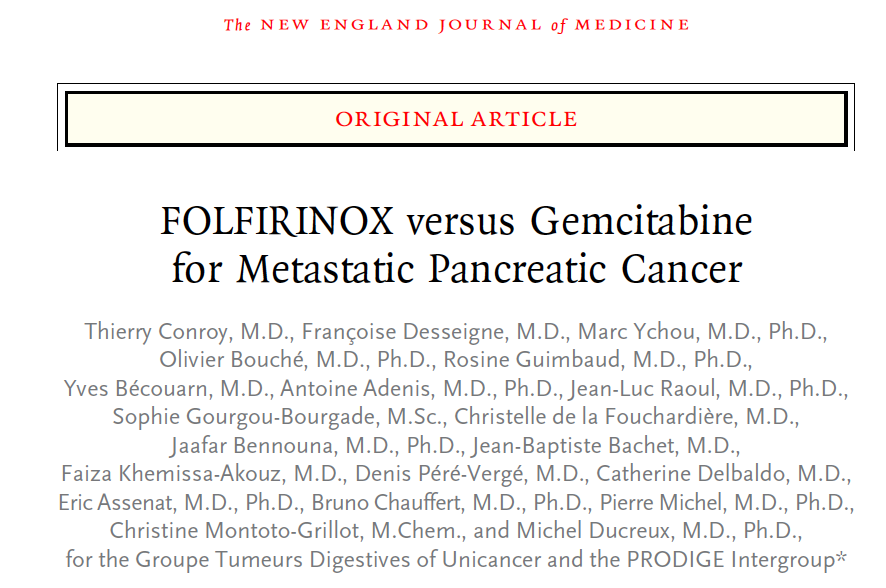 The NEW ENGLAND JOURNAL of MEDICINE
ORIGINAL ARTICLE
FOLFIRINOX versus Gemcitabine
for Metastatic Pancreatic Cancer
Thierry Conroy, M.D., Françoise Desseigne, M.D., Marc Ychou, M.D., Ph.D.,
Olivier Bouché, M.D., Ph.D., Rosine Guimbaud, M.D., Ph.D.,
Yves Bécouarn, M.D., Antoine Adenis, M.D., Ph.D., Jean-Luc Raoul, M.D., Ph.D.,
Sophie Gourgou-Bourgade, M.Sc., Christelle de la Fouchardière, M.D.,
Jaafar Bennouna, M.D., Ph.D., Jean-Baptiste Bachet, M.D.,
Faiza Khemissa-Akouz, M.D., Denis Péré-Vergé, M.D., Catherine Delbaldo, M.D.,
Eric Assenat, M.D., Ph.D., Bruno Chauffert, M.D., Ph.D., Pierre Michel, M.D., Ph.D.,
Christine Montoto-Grillot, M.Chem., and Michel Ducreux, M.D., Ph.D.,
for the Groupe Tumeurs Digestives of Unicancer and the PRODIGE Intergroup*